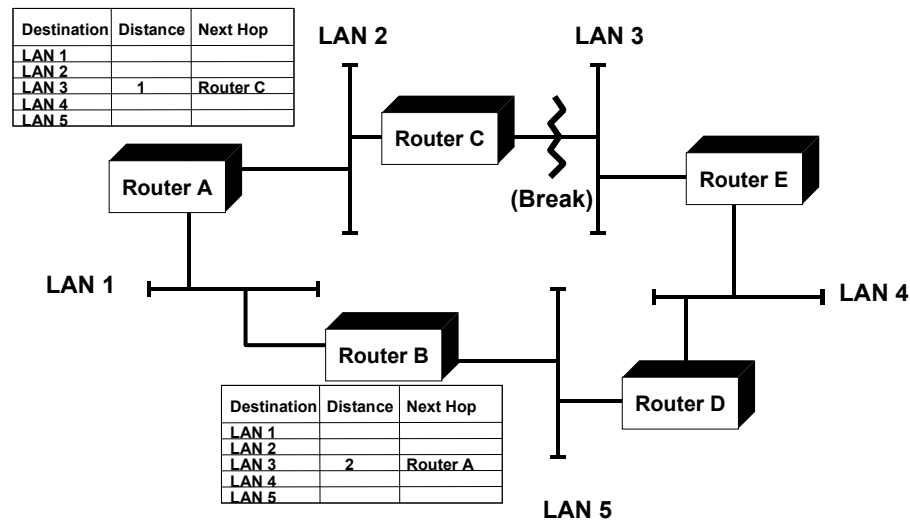 Destination Distance Next Hop
LAN 1
LAN 2
LAN 3 1 Router C
LAN 4
LAN 5
LAN 2
LAN 3
Router C
Router A
(Break)
Router E
LAN 1
LAN 4
Router B
Router D
Destination Distance Next Hop
LAN 1
LAN 2
LAN 3 2 Router A
LAN 4
LAN 5
LAN 5